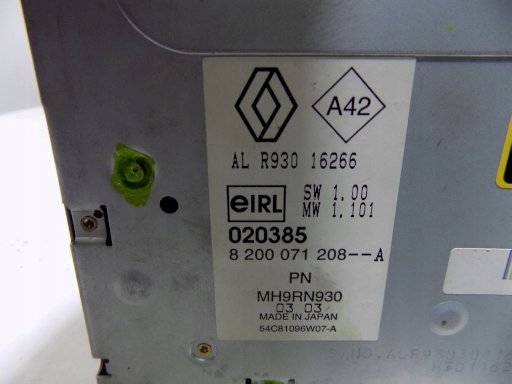 A42
AL R930 16266
eIRL
SW 1.00
MW 1.101
020385
8 200 071 208--A
PN
MH9RN930
03 03
MADE IN JAPAN
54C81096W07-A